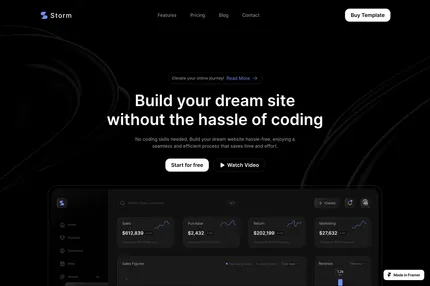 Storm
Features
Pricing
Blog
Contact
Buy Template
Elevate your online journey! Read More →
Build your dream site
without the hassle of coding
No coding skills needed. Build your dream website hassle-free, enjoying a
seamless and efficient process that saves time and effort.
Start for free
Watch Video
Create
Sales
$612,839
Purchase
$2,432
Return
$202,199
Marketing
$27,632
Sales Figures
Revenue
Made in Framer